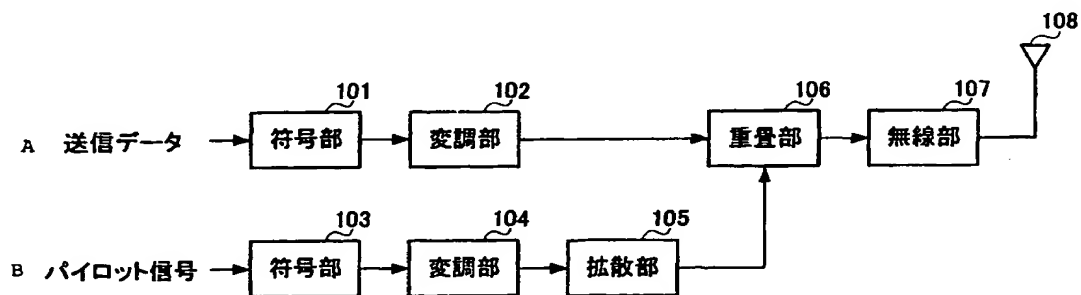 108
101 102 106 107
A 送信データ 符号部 変調部 重畳部 無線部
103 104 105
B パイロット信号 符号部 変調部 拡散部